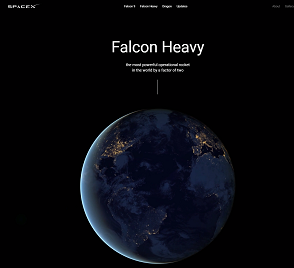 SPACEX
Falcon 9 Falcon Heavy Dragon Updates
About
Falcon Heavy
the most powerful operational rocket
in the world by a factor of two